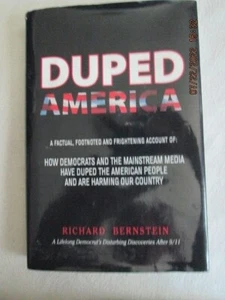 DUPED
AMERICA
A FACTUAL, FOOTNOTED AND FRIGHTENING ACCOUNT OF:
HOW DEMOCRATS AND THE MAINSTREAM MEDIA
HAVE DUPED THE AMERICAN PEOPLE
AND ARE HARMING OUR COUNTRY
RICHARD BERNSTEIN
A Lifelong Democrat's Disturbing Discoveries After 9/11